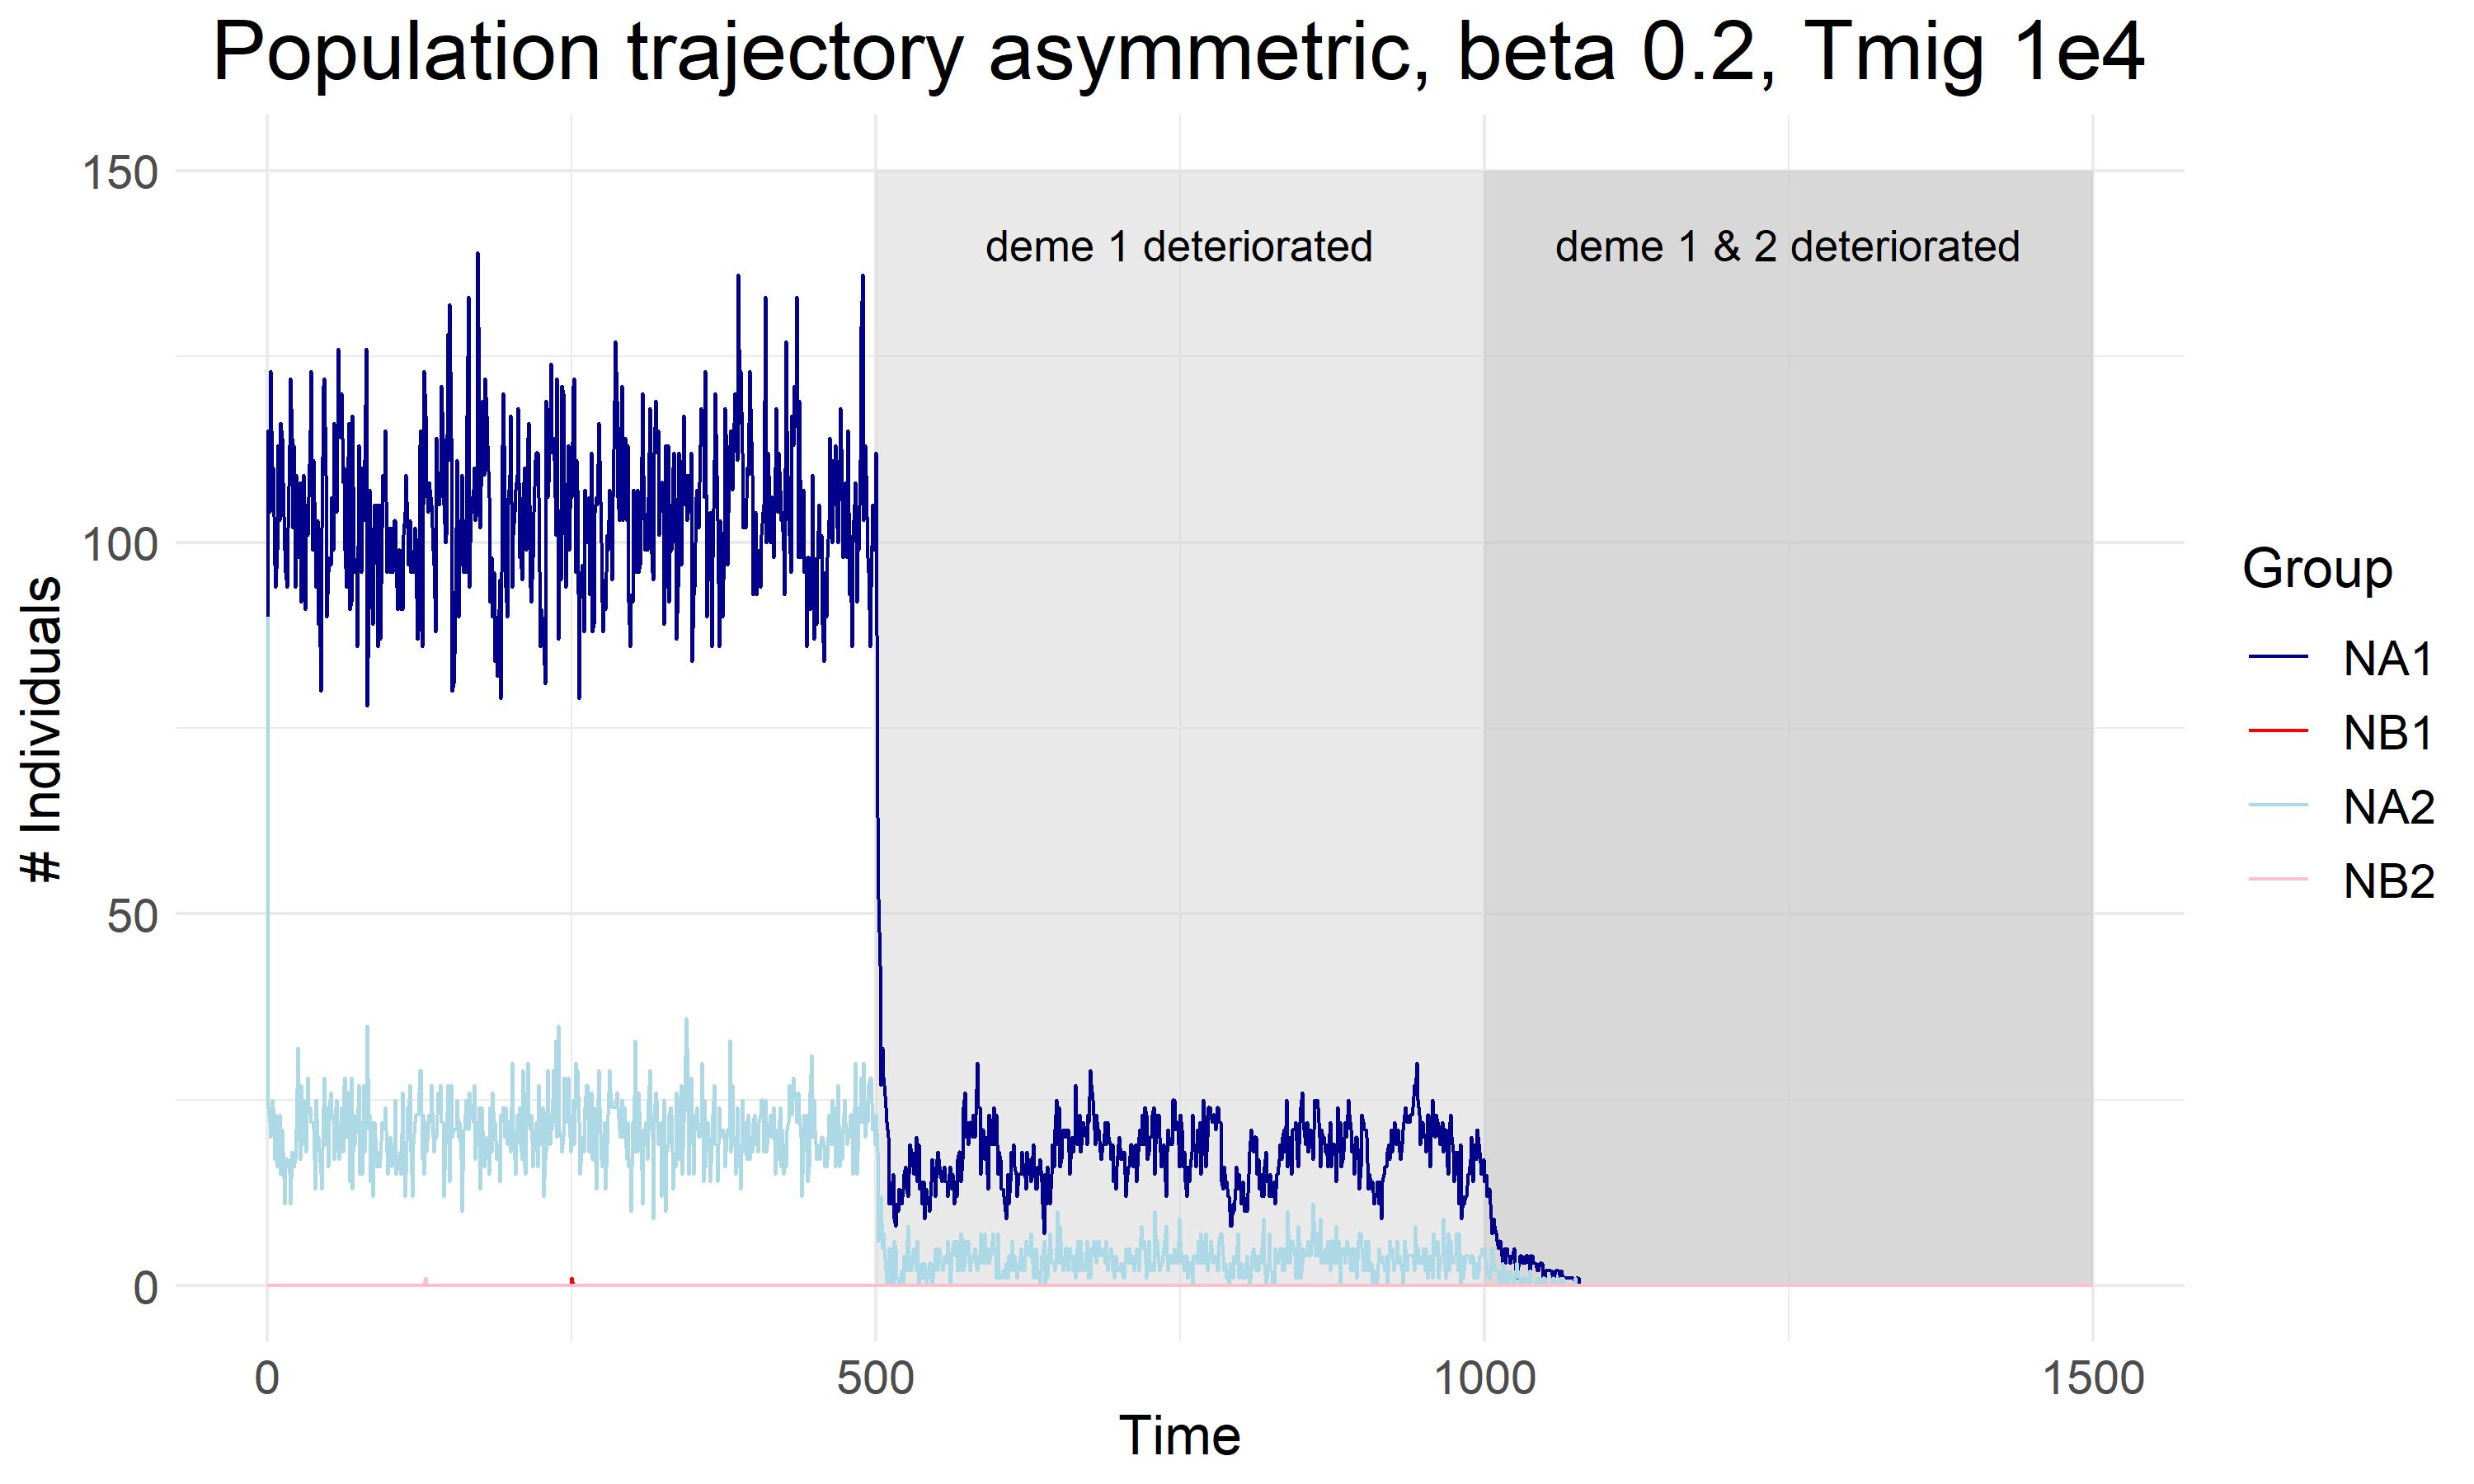 Population trajectory asymmetric, beta 0.2, Tmig 1e4
150
100
50
0
# Individuals
deme 1 deteriorated
deme 1 & 2 deteriorated
0
500
1000
1500
Time
Group
NA1
NB1
NA2
NB2